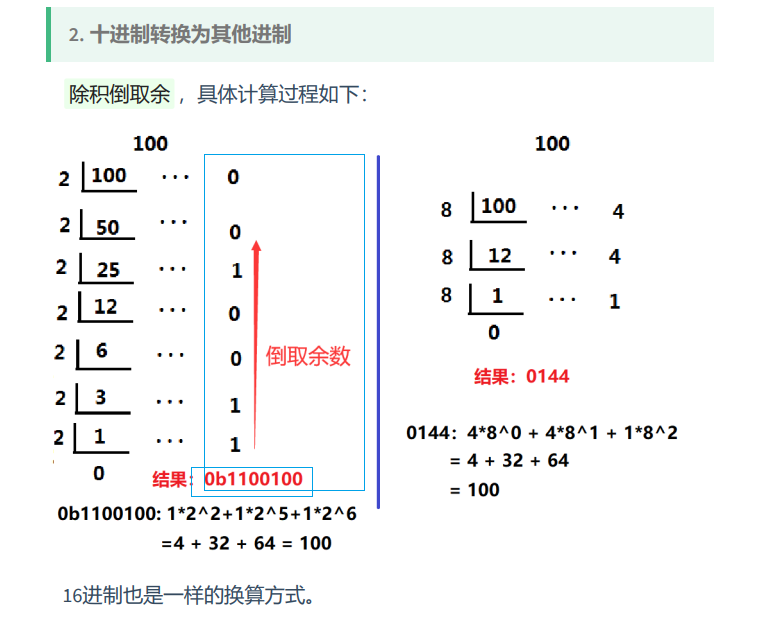 2. 十进制转换为其他进制
除积倒取余 ，具体计算过程如下：
100
2 100 ··· 0
2 50 ··· 0
2 25 ··· 1
2 12 ··· 0
2 6 ··· 0
倒取余数
2 3 ··· 1
2 1 ··· 1
0
结果：0b1100100
0b1100100: 1*2^2+1*2^5+1*2^6
=4 + 32 + 64 = 100
100
8 100 ··· 4
8 12 ··· 4
8 1 ··· 1
0
结果：0144
0144：4*8^0 + 4*8^1 + 1*8^2
= 4 + 32 + 64
= 100
16进制也是一样的换算方式。